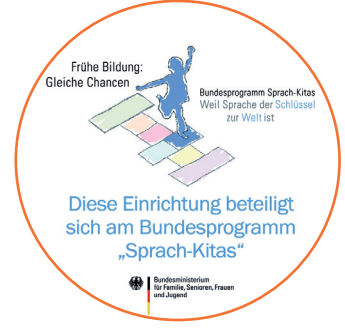 Frühe Bildung:
Gleiche Chancen
Bundesprogramm Sprach-Kitas
Weil Sprache der Schlüssel
zur Welt ist
Diese Einrichtung beteiligt
sich am Bundesprogramm
„Sprach-Kitas“
Bundesministerium
für Familie, Senioren, Frauen
und Jugend